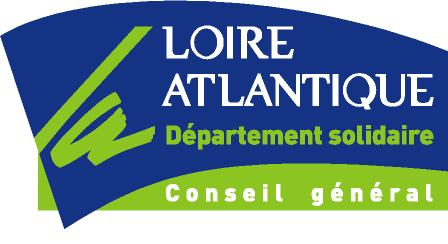 LOIRE
ATLANTIQUE
Département solidaire
Conseil général